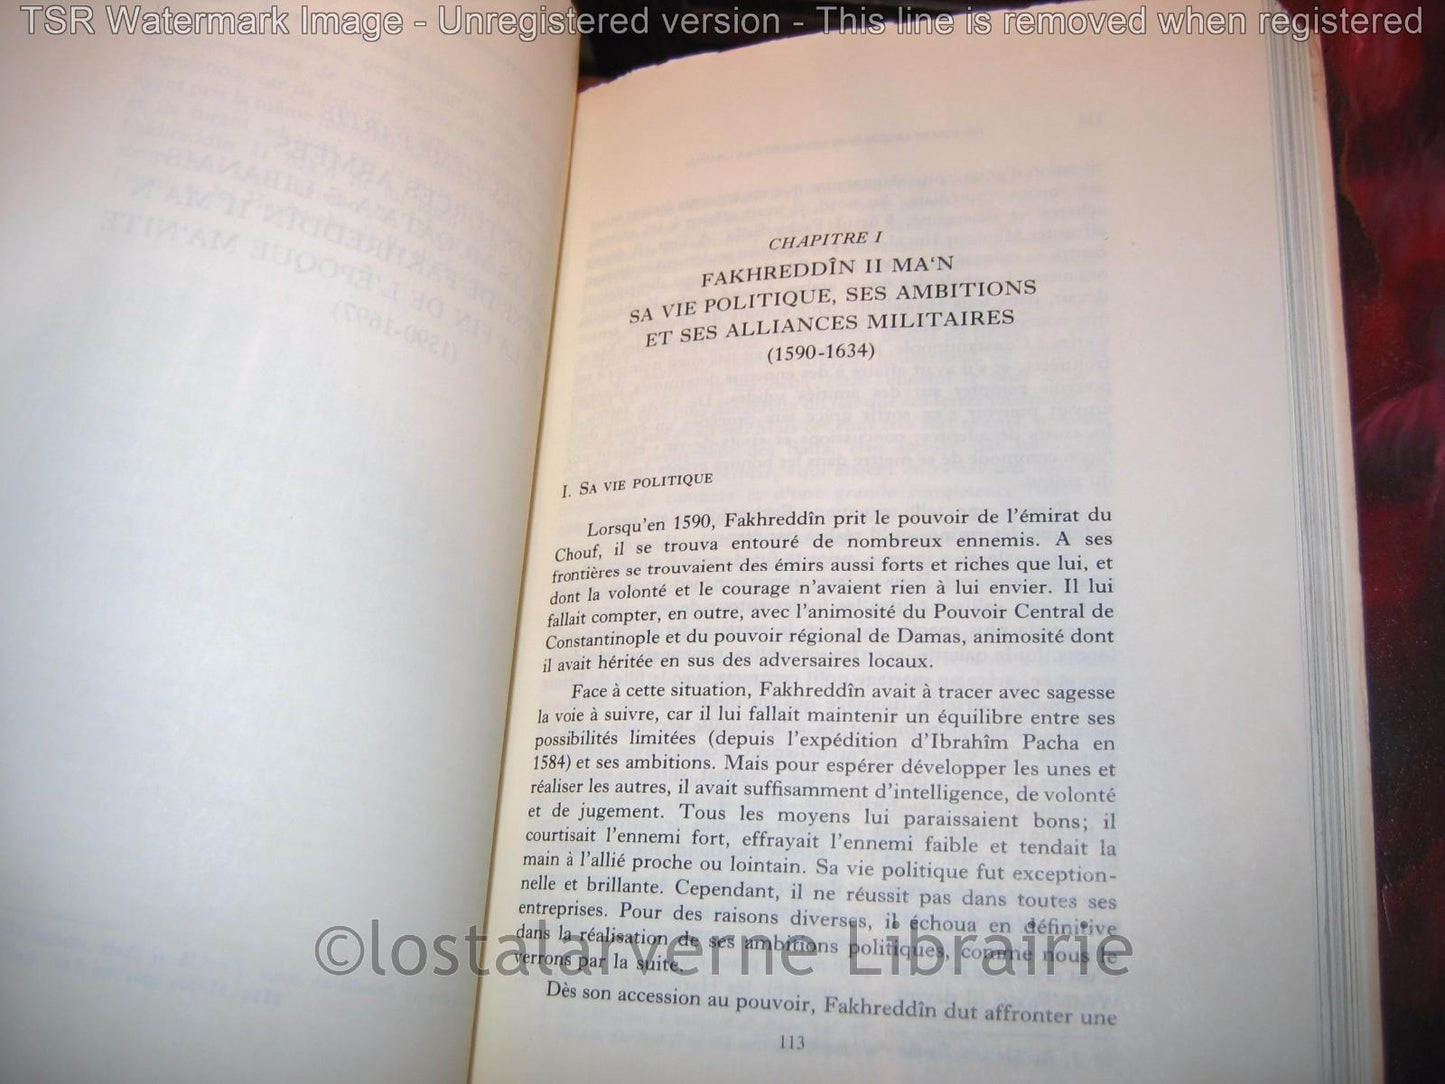 TSR Watermark Image - Unregistered version - This line is removed when registered
CHAPITRE I
FAKHREDDÎN II MA‘N
SA VIE POLITIQUE, SES AMBITIONS
ET SES ALLIANCES MILITAIRES
(1590-1634)
I. SA VIE POLITIQUE
Lorsqu'en 1590, Fakhreddîn prit le pouvoir de l'émirat du
Chouf, il se trouva entouré de nombreux ennemis. A ses
frontières se trouvaient des émirs aussi forts et riches que lui, et
dont la volonté et le courage n'avaient rien à lui envier. Il lui
fallait compter, en outre, avec l'animosité du Pouvoir Central de
Constantinople et du pouvoir régional de Damas, animosité dont
il avait héritée en sus des adversaires locaux.
Face à cette situation, Fakhreddîn avait à tracer avec sagesse
la voie à suivre, car il lui fallait maintenir un équilibre entre ses
possibilités limitées (depuis l'expédition d'Ibrahîm Pacha en
1584) et ses ambitions. Mais pour espérer développer les unes et
réaliser les autres, il avait suffisamment d'intelligence, de volonté
et de jugement. Tous les moyens lui paraissaient bons; il
courtisait l'ennemi fort, effrayait l'ennemi faible et tendait la
main à l'allié proche ou lointain. Sa vie politique fut exception-
nelle et brillante. Cependant, il ne réussit pas dans toutes ses
entreprises. Pour des raisons diverses, il échoua en définitive
dans la réalisation de ses ambitions politiques, comme nous le
verrons par la suite.
©lostalarverne Librairie
Dès son accession au pouvoir, Fakhreddîn dut affronter une
113